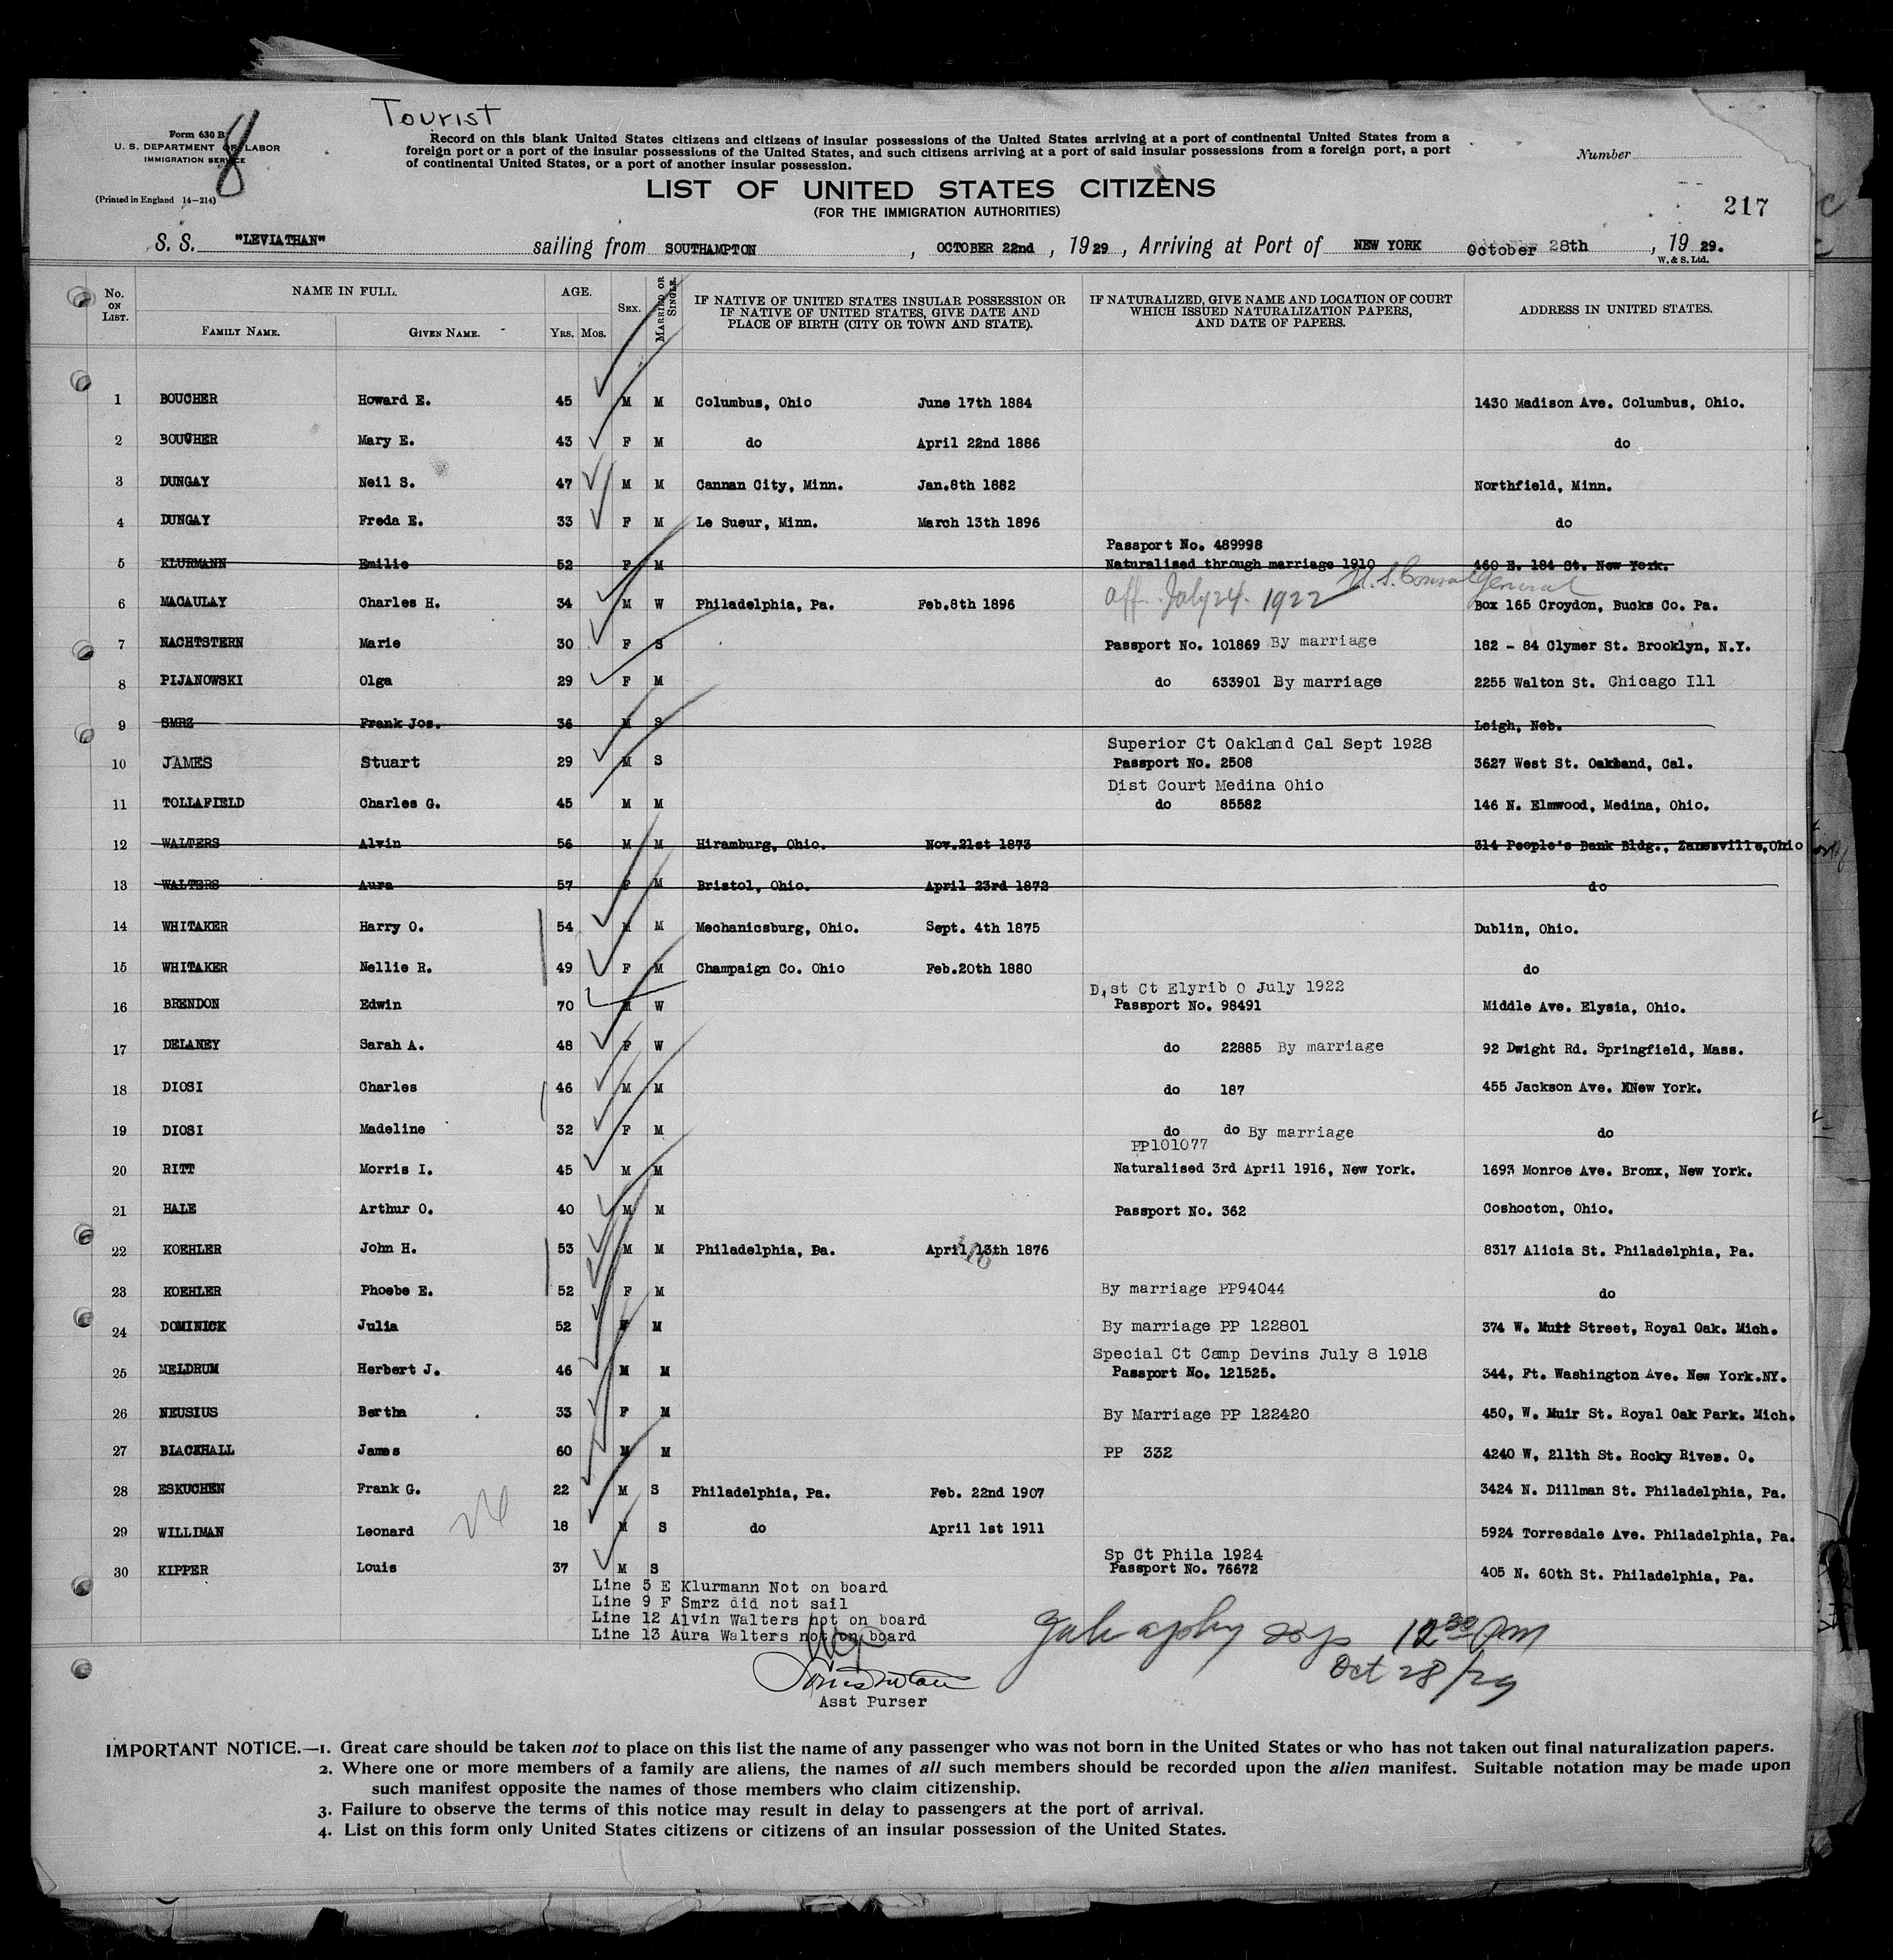 Tourist
8
Form 630 B
U. S. DEPARTMENT OF LABOR
IMMIGRATION SERVICE
(Printed in England 14-214)
Record on this blank United States citizens and citizens of insular possessions of the United States arriving at a port of continental United States from a
foreign port or a port of the insular possessions of the United States, and such citizens arriving at a port of said insular possessions from a foreign port, a port
of continental United States, or a port of another insular possession.
Number
LIST OF UNITED STATES CITIZENS
(FOR THE IMMIGRATION AUTHORITIES)
217
S. S. "LEVIATHAN" sailing from SOUTHAMPTON, OCTOBER 22nd, 1929, Arriving at Port of NEW YORK October 28th, 1929.
W. & S. Ltd.
No. ON LIST. NAME IN FULL. AGE. SEX. MARRIED OR SINGLE. IF NATIVE OF UNITED STATES INSULAR POSSESSION OR IF NATIVE OF UNITED STATES, GIVE DATE AND PLACE OF BIRTH (CITY OR TOWN AND STATE). IF NATURALIZED, GIVE NAME AND LOCATION OF COURT WHICH ISSUED NATURALIZATION PAPERS, AND DATE OF PAPERS. ADDRESS IN UNITED STATES.
FAMILY NAME. GIVEN NAME. YRS. MOS.
1 BOUCHER Howard E. 45 M M Columbus, Ohio June 17th 1884 1430 Madison Ave. Columbus, Ohio.
2 BOUCHER Mary E. 43 F M do April 22nd 1886 do
3 DUNGAY Neil S. 47 M M Cannan City, Minn. Jan.8th 1882 Northfield, Minn.
4 DUNGAY Freda E. 33 F M Le Sueur, Minn. March 13th 1896 do
Passport No. 489998
5 KLURMANN Emilie 52 F M Naturalised through marriage 1910 460 E. 184 St. New York.
aff. July 24. 1922 U.S. Consul General
6 MACAULAY Charles H. 34 M W Philadelphia, Pa. Feb.8th 1896 Box 165 Croydon, Bucks Co. Pa.
7 NACHTSTERN Marie 30 F S Passport No. 101869 By marriage 182 - 84 Clymer St. Brooklyn, N.Y.
8 PIJANOWSKI Olga 29 F M do 633901 By marriage 2255 Walton St. Chicago Ill
9 SMRZ Frank Jos. 36 M S Leigh, Neb.
Superior Ct Oakland Cal Sept 1928
10 JAMES Stuart 29 M S Passport No. 2508 3627 West St. Oakland, Cal.
Dist Court Medina Ohio
11 TOLLAFIELD Charles G. 45 M M do 85582 146 N. Elmwood, Medina, Ohio.
12 WALTERS Alvin 56 M M Hiramburg, Ohio. Nov.21st 1873 314 People's Bank Bldg., Zanesville,Ohio
13 WALTERS Aura 57 F M Bristol, Ohio. April 23rd 1872 do
14 WHITAKER Harry O. 54 M M Mechanicsburg, Ohio. Sept. 4th 1875 Dublin, Ohio.
15 WHITAKER Nellie R. 49 F M Champaign Co. Ohio Feb.20th 1880 do
D,st Ct Elyrib O July 1922
16 BRENDON Edwin 70 M W Passport No. 98491 Middle Ave. Elysia, Ohio.
17 DELANEY Sarah A. 48 F W do 22885 By marriage 92 Dwight Rd. Springfield, Mass.
18 DIOSI Charles 46 M M do 187 455 Jackson Ave. NNew York.
19 DIOSI Madeline 32 F M do do By marriage do
PP101077
20 RITT Morris I. 45 M M Naturalised 3rd April 1916, New York. 1693 Monroe Ave. Bronx, New York.
21 HALE Arthur O. 40 M M Passport No. 362 Coshocton, Ohio.
22 KOEHLER John H. 53 M M Philadelphia, Pa. April 13th 1876 8317 Alicia St. Philadelphia, Pa.
23 KOEHLER Phoebe E. 52 F M By marriage PP94044 do
24 DOMINICK Julia 52 F M By marriage PP 122801 374 W. Muir Street, Royal Oak. Mich.
Special Ct Camp Devins July 8 1918
25 MELDRUM Herbert J. 46 M M Passport No. 121525. 344, Ft. Washington Ave. New York.NY.
26 NEUSIUS Bertha 33 F M By Marriage PP 122420 450, W. Muir St. Royal Oak Park. Mich.
27 BLACKHALL James 60 M M PP 332 4240 W, 211th St. Rocky River. O.
28 ESKUCHEN Frank G. 22 M S Philadelphia, Pa. Feb. 22nd 1907 3424 N. Dillman St. Philadelphia, Pa.
26
29 WILLIMAN Leonard 18 M S do April 1st 1911 5924 Torresdale Ave. Philadelphia, Pa.
Sp Ct Phila 1924
30 KIPPER Louis 37 M S Passport No. 76672 405 N. 60th St. Philadelphia, Pa.
Line 5 E Klurmann Not on board
Line 9 F Smrz did not sail
Line 12 Alvin Walters not on board
Line 13 Aura Walters not on board
12 30 am
Oct 28/29
Asst Purser
IMPORTANT NOTICE.—1. Great care should be taken not to place on this list the name of any passenger who was not born in the United States or who has not taken out final naturalization papers.
2. Where one or more members of a family are aliens, the names of all such members should be recorded upon the alien manifest. Suitable notation may be made upon
such manifest opposite the names of those members who claim citizenship.
3. Failure to observe the terms of this notice may result in delay to passengers at the port of arrival.
4. List on this form only United States citizens or citizens of an insular possession of the United States.